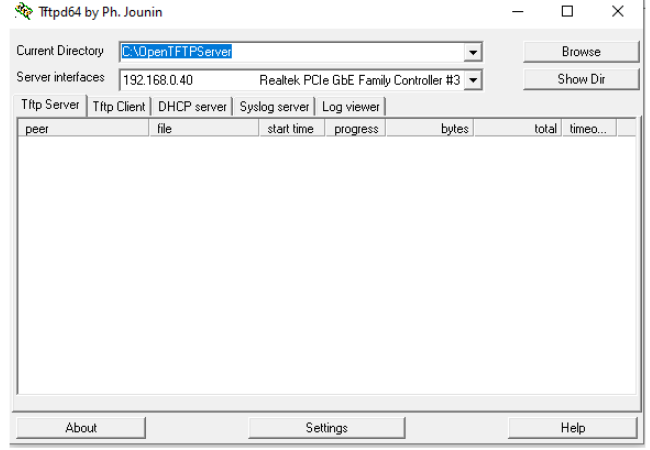 Tftpd64 by Ph. Jounin
Current Directory C:\OpenTFTPServer Browse
Server interfaces 192.168.0.40 Realtek PCIe GbE Family Controller #3 Show Dir
Tftp Server Tftp Client DHCP server Syslog server Log viewer
peer file start time progress bytes total timeo...
About Settings Help